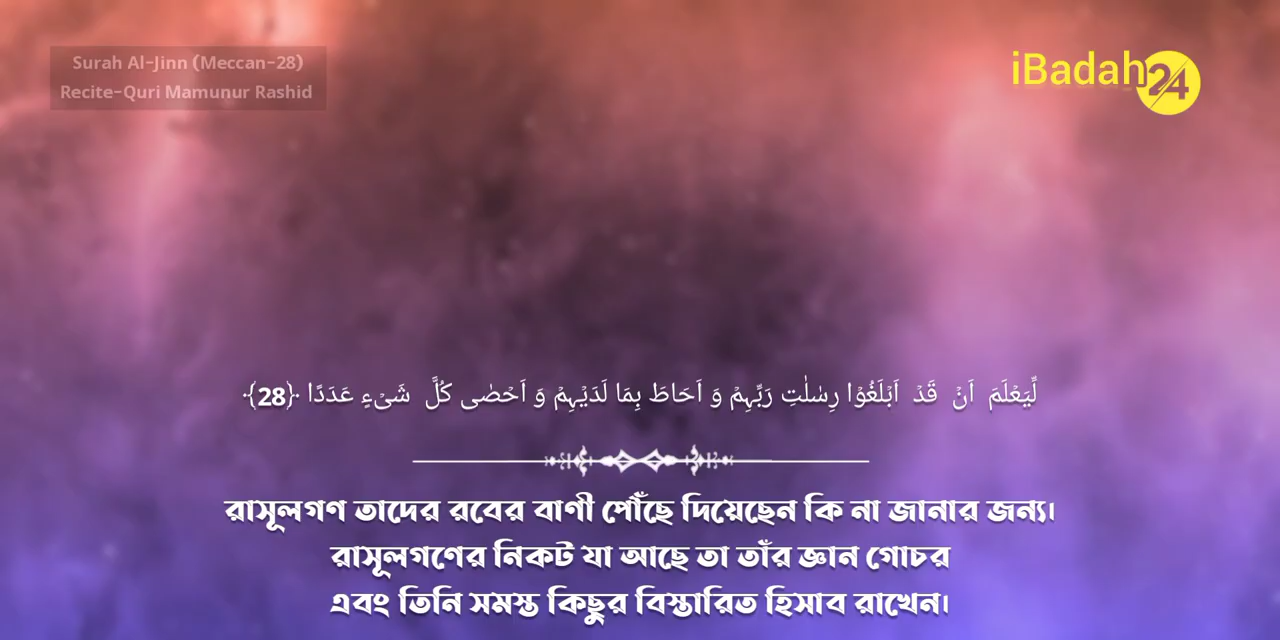 Surah Al-Jinn (Meccan-28)
Recite-Quri Mamunur Rashid
iBadah24
لِّیَعْلَمَ اَنْ قَدْ اَبْلَغُوْا رِسٰلٰتِ رَبِّہِمْ وَ اَحَاطَ بِمَا لَدَیْہِمْ وَ اَحْصٰی کُلَّ شَیْءٍ عَدَدًا ﴿28﴾
রাসূলগণ তাদের রবের বাণী পৌঁছে দিয়েছেন কি না জানার জন্য।
রাসূলগণের নিকট যা আছে তা তাঁর জ্ঞান গোচর
এবং তিনি সমস্ত কিছুর বিস্তারিত হিসাব রাখেন।